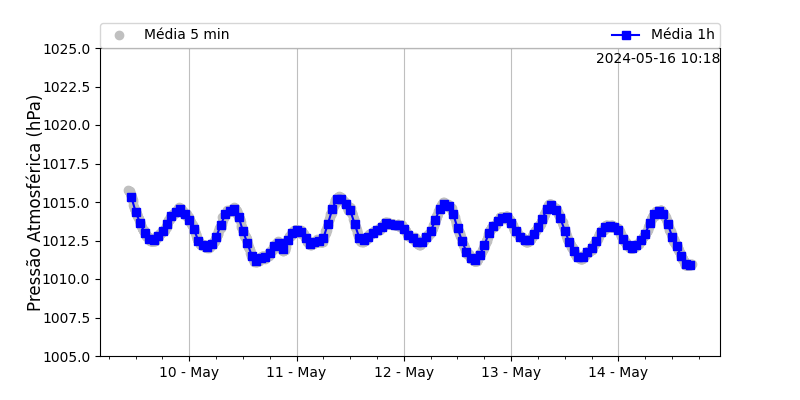 Média 5 min
Média 1h
2024-05-16 10:18
Pressão Atmosférica (hPa)
1025.0
1022.5
1020.0
1017.5
1015.0
1012.5
1010.0
1007.5
1005.0
10 - May
11 - May
12 - May
13 - May
14 - May